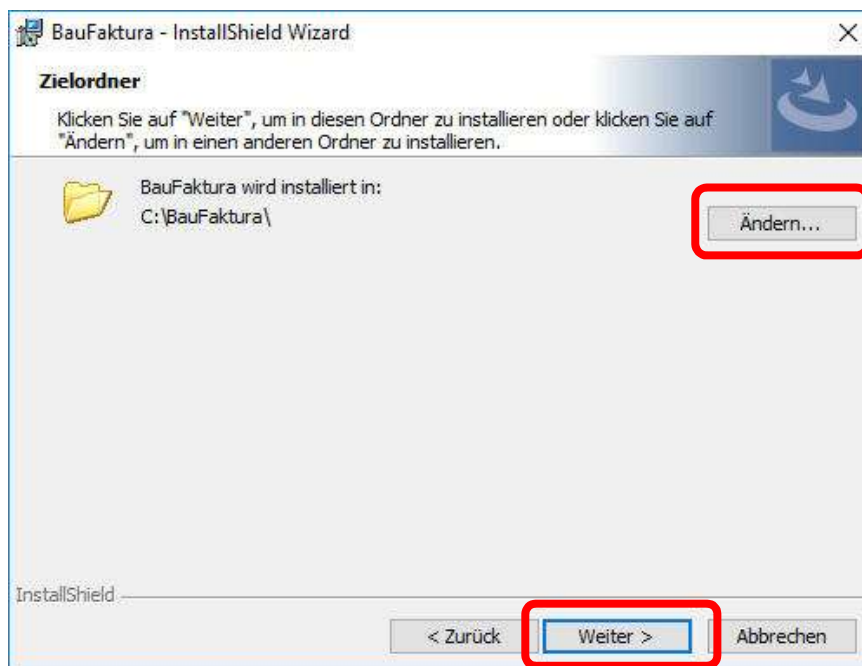 BauFaktura - InstallShield Wizard
Zielordner
Klicken Sie auf "Weiter", um in diesen Ordner zu installieren oder klicken Sie auf
"Ändern", um in einen anderen Ordner zu installieren.
BauFaktura wird installiert in:
C:\BauFaktura\
Ändern...
InstallShield
< Zurück
Weiter >
Abbrechen